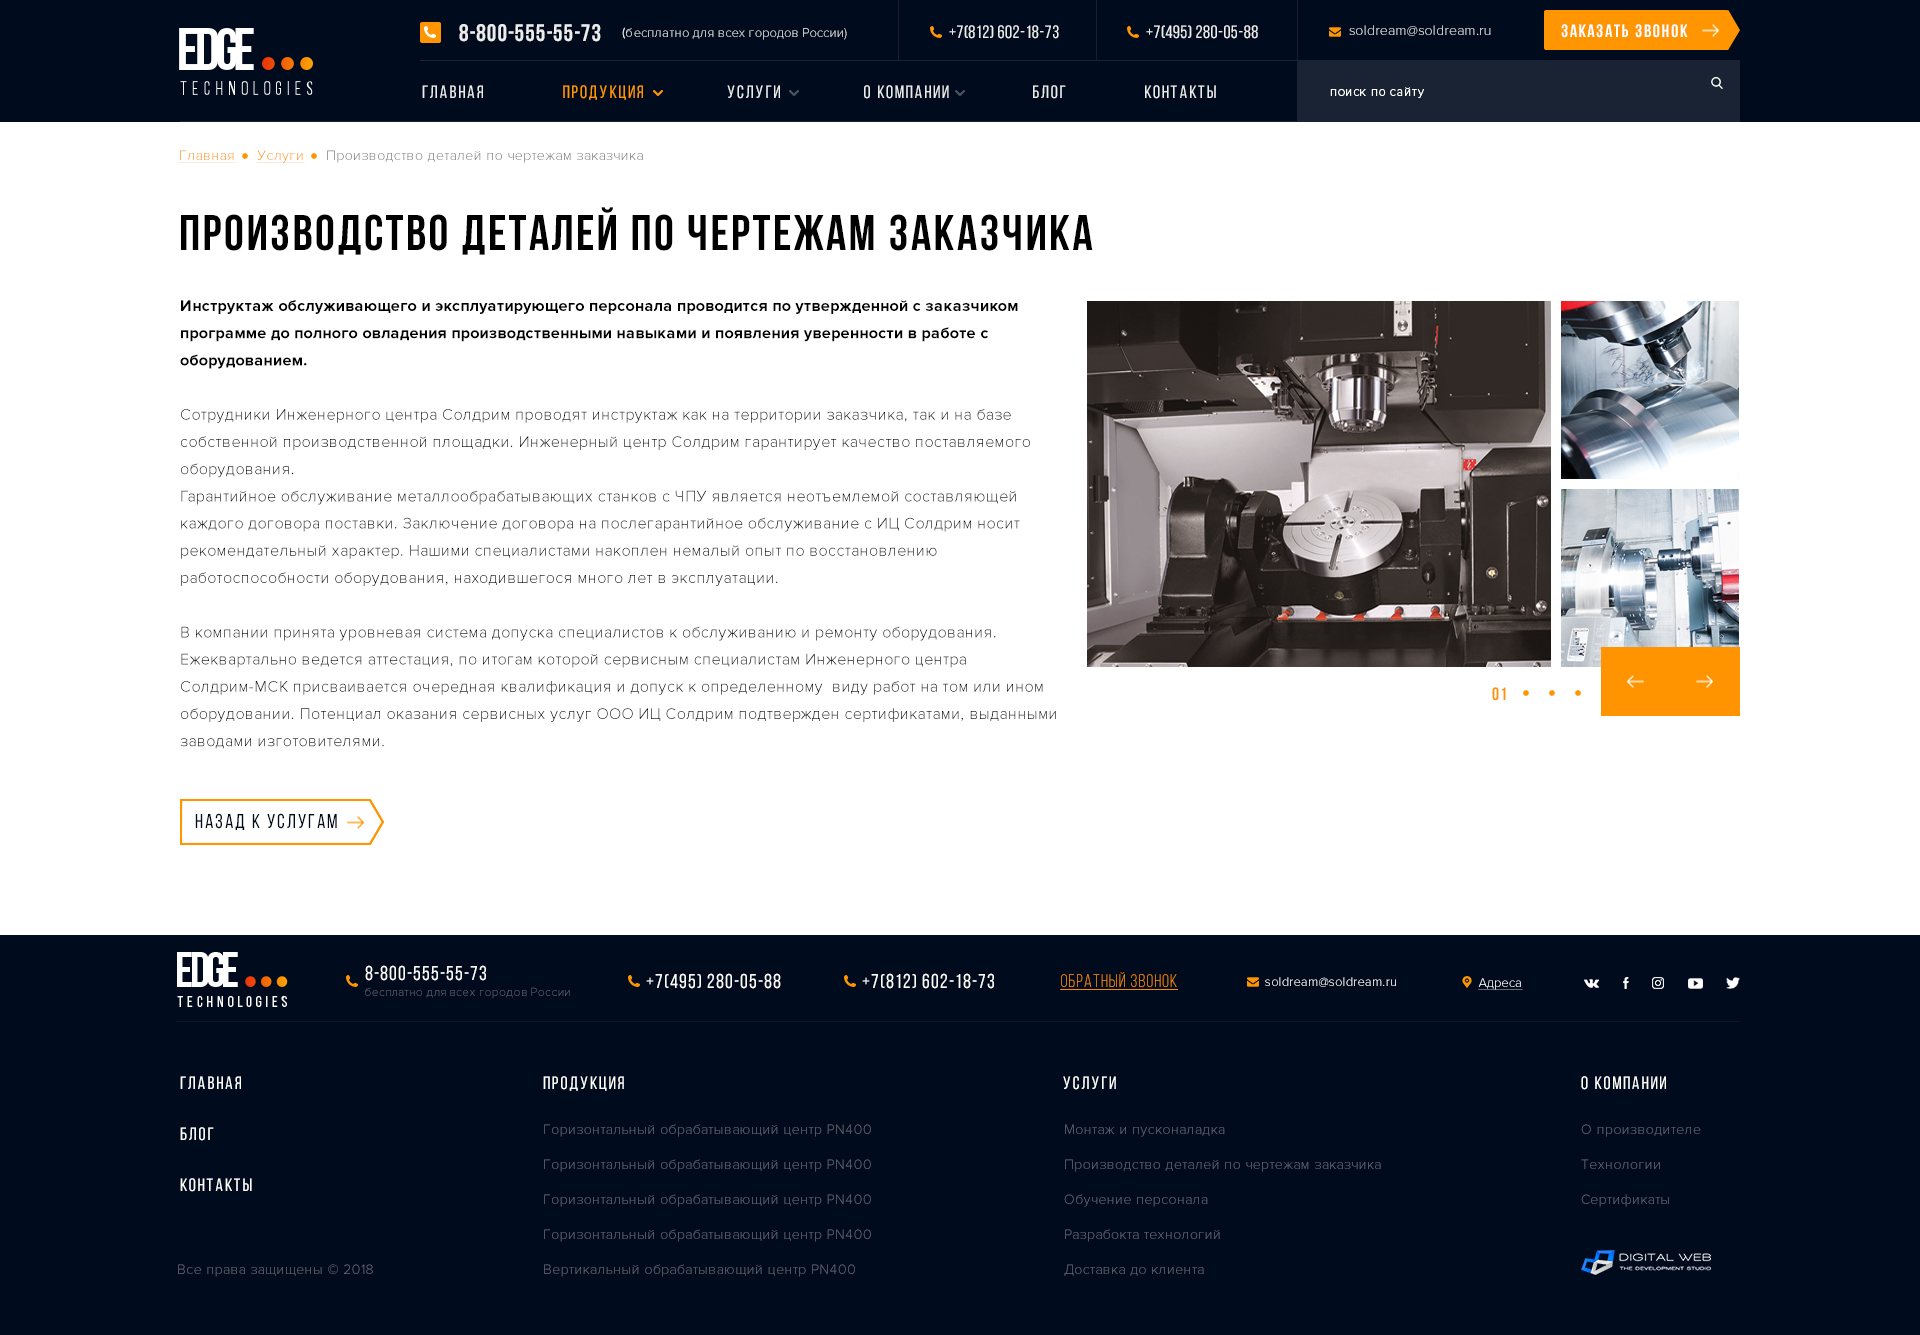 EDGE
TECHNOLOGIES
8-800-555-55-73
(бесплатно для всех городов России)
+7(812) 602-18-73
+7(495) 280-05-88
soldream@soldream.ru
ЗАКАЗАТЬ ЗВОНОК
ГЛАВНАЯ
ПРОДУКЦИЯ
УСЛУГИ
О КОМПАНИИ
БЛОГ
КОНТАКТЫ
поиск по сайту
Главная
Услуги
Производство деталей по чертежам заказчика
ПРОИЗВОДСТВО ДЕТАЛЕЙ ПО ЧЕРТЕЖАМ ЗАКАЗЧИКА
Инструктаж обслуживающего и эксплуатирующего персонала проводится по утвержденной с заказчиком
программе до полного овладения производственными навыками и появления уверенности в работе с
оборудованием.
Сотрудники Инженерного центра Солдрим проводят инструктаж как на территории заказчика, так и на базе
собственной производственной площадки. Инженерный центр Солдрим гарантирует качество поставляемого
оборудования.
Гарантийное обслуживание металлообрабатывающих станков с ЧПУ является неотъемлемой составляющей
каждого договора поставки. Заключение договора на послегарантийное обслуживание с ИЦ Солдрим носит
рекомендательный характер. Нашими специалистами накоплен немалый опыт по восстановлению
работоспособности оборудования, находившегося много лет в эксплуатации.
В компании принята уровневая система допуска специалистов к обслуживанию и ремонту оборудования.
Ежеквартально ведется аттестация, по итогам которой сервисным специалистам Инженерного центра
Солдрим-МСК присваивается очередная квалификация и допуск к определенному  виду работ на том или ином
оборудовании. Потенциал оказания сервисных услуг ООО ИЦ Солдрим подтвержден сертификатами, выданными
заводами изготовителями.
01
НАЗАД К УСЛУГАМ
EDGE
TECHNOLOGIES
8-800-555-55-73
бесплатно для всех городов России
+7(495) 280-05-88
+7(812) 602-18-73
ОБРАТНЫЙ ЗВОНОК
soldream@soldream.ru
Адреса
ГЛАВНАЯ
БЛОГ
КОНТАКТЫ
Все права защищены © 2018
ПРОДУКЦИЯ
Горизонтальный обрабатывающий центр PN400
Горизонтальный обрабатывающий центр PN400
Горизонтальный обрабатывающий центр PN400
Горизонтальный обрабатывающий центр PN400
Вертикальный обрабатывающий центр PN400
УСЛУГИ
Монтаж и пусконаладка
Производство деталей по чертежам заказчика
Обучение персонала
Разрабокта технологий
Доставка до клиента
О КОМПАНИИ
О производителе
Технологии
Сертификаты
DIGITAL WEB
THE DEVELOPMENT STUDIO